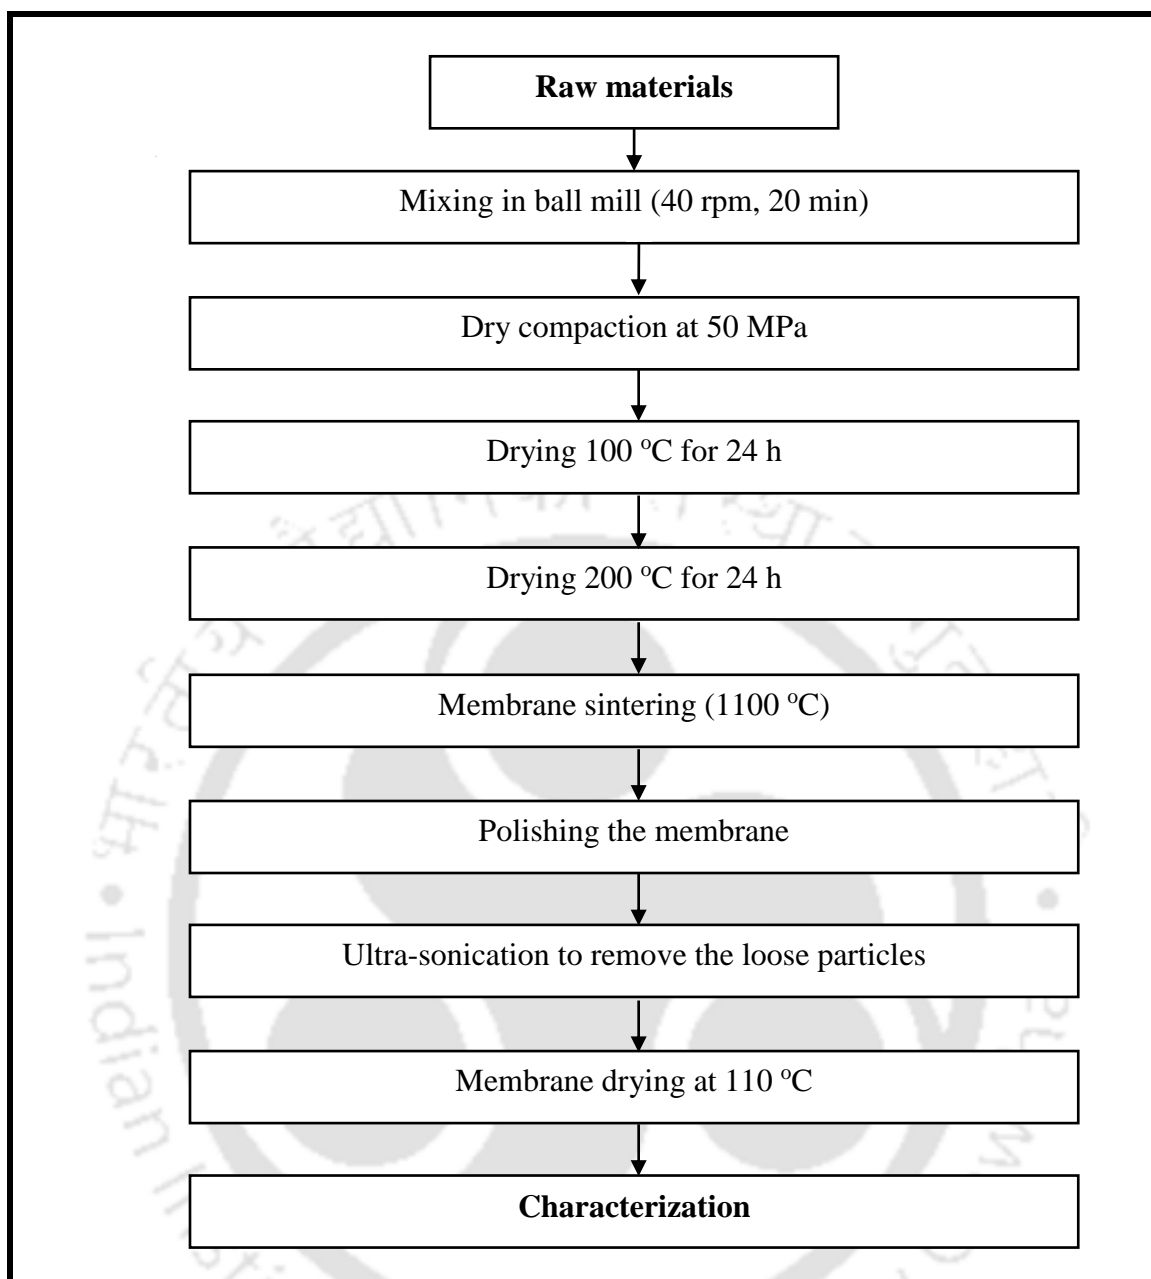 Raw materials
Mixing in ball mill (40 rpm, 20 min)
Dry compaction at 50 MPa
Drying 100 ºC for 24 h
Drying 200 ºC for 24 h
Membrane sintering (1100 ºC)
Polishing the membrane
Ultra-sonication to remove the loose particles
Membrane drying at 110 ºC
Characterization
Indian